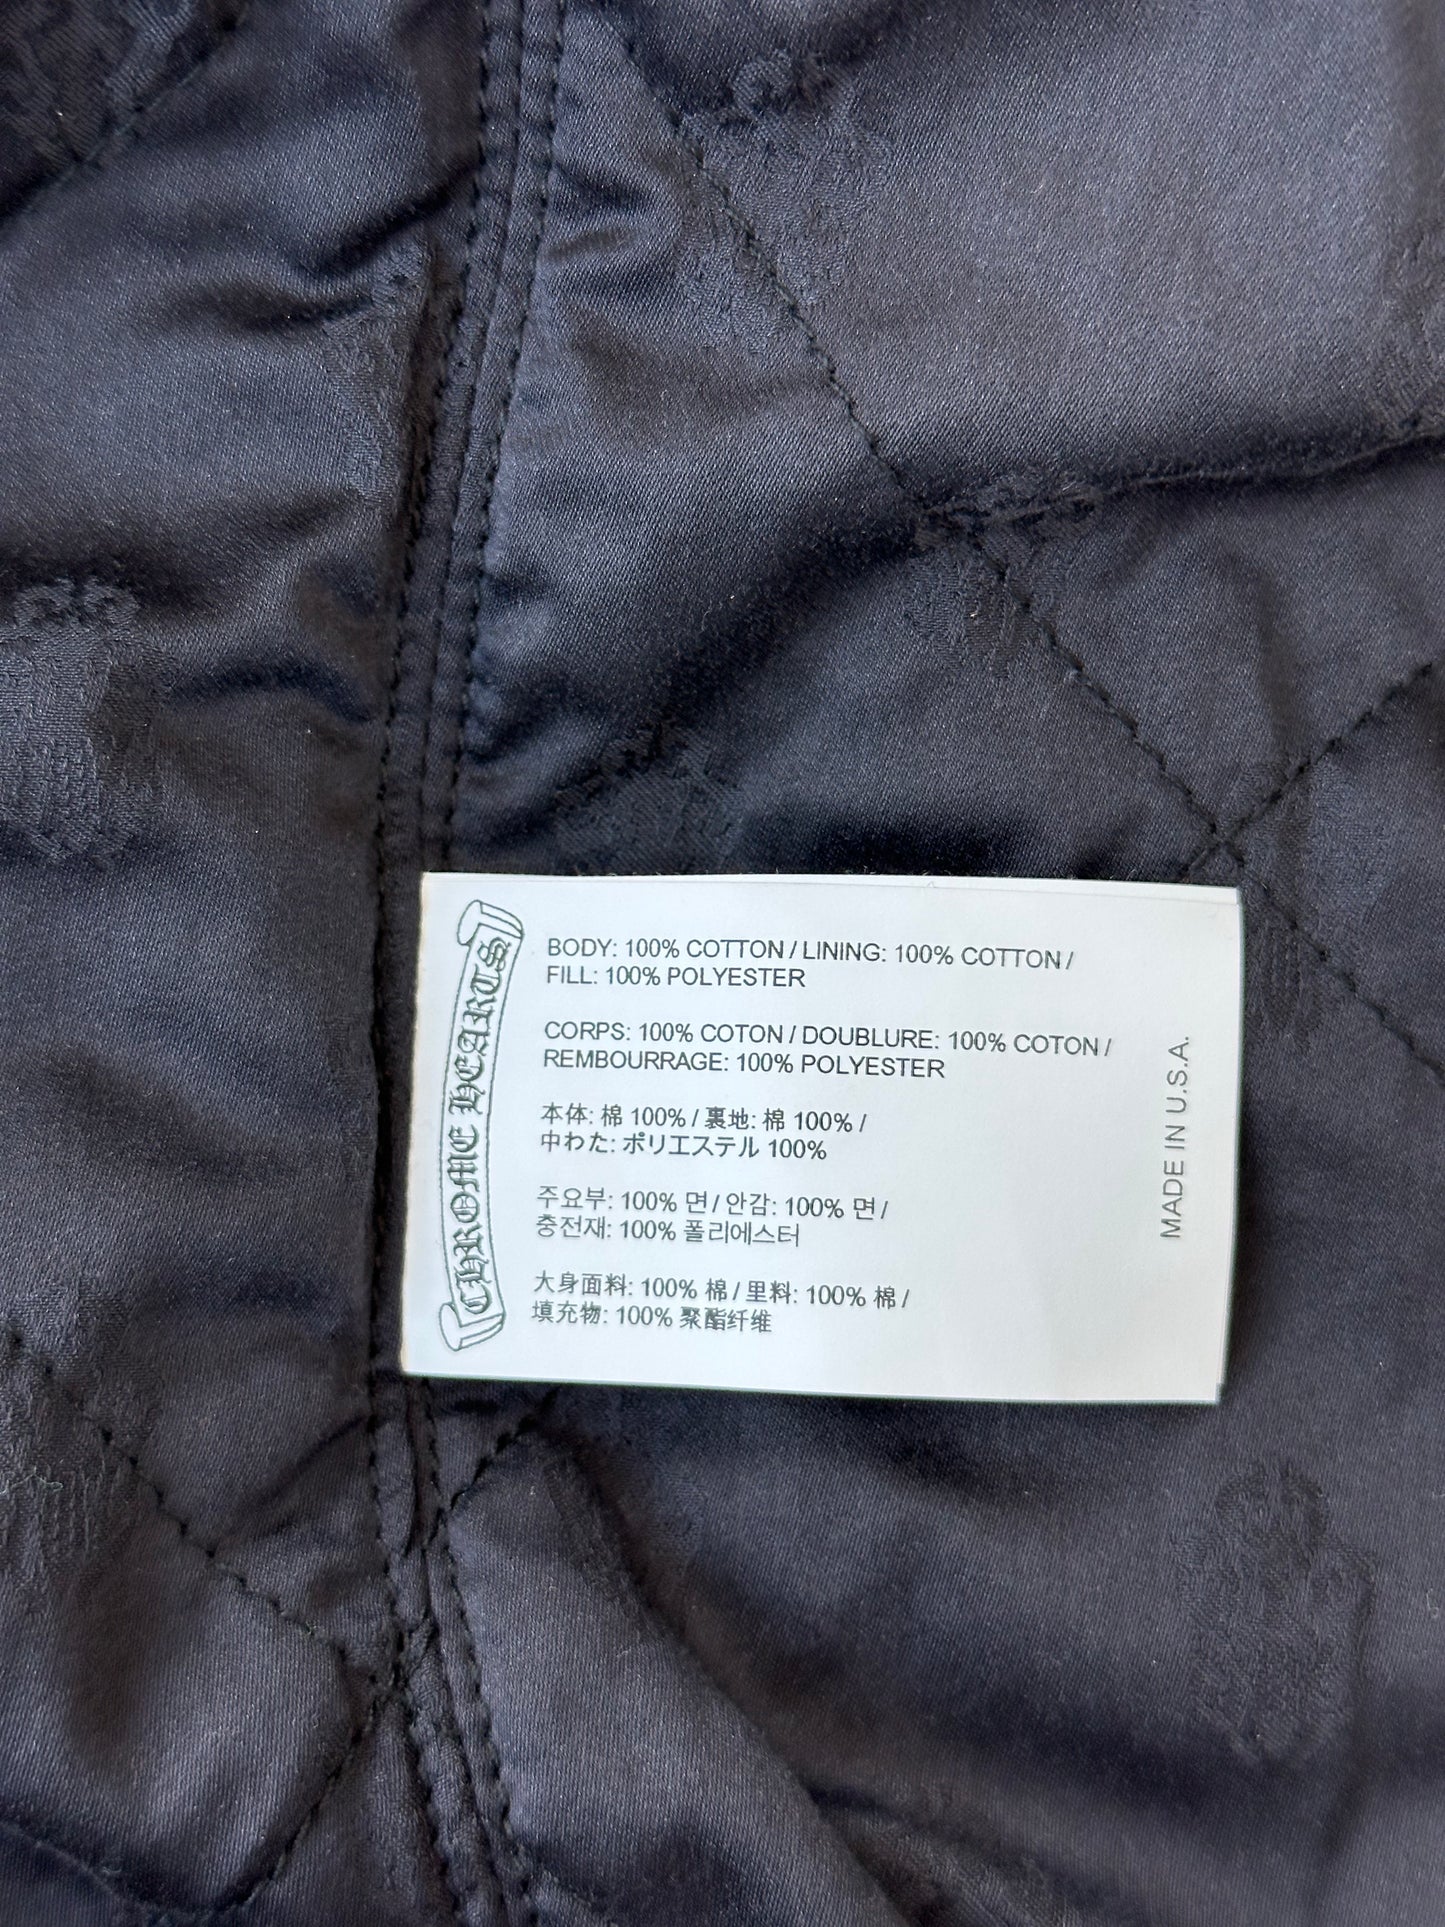 CHROME HEARTS
BODY: 100% COTTON / LINING: 100% COTTON /
FILL: 100% POLYESTER
CORPS: 100% COTON / DOUBLURE: 100% COTON /
REMBOURRAGE: 100% POLYESTER
本体: 棉 100% / 裏地: 棉 100% /
中わた: ポリエステル 100%
주요부: 100% 면 / 안감: 100% 면 /
충전재: 100% 폴리에스터
大身面料: 100% 棉 / 里料: 100% 棉 /
填充物: 100% 聚酯纤维
MADE IN U.S.A.